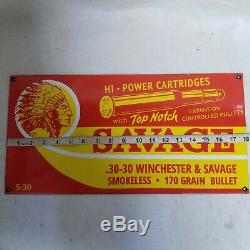 HI - POWER CARTRIDGES
with Top Notch EXPANSION
CONTROLLED BULLETS
SAVAGE
1 2 3 4 5 6 7 8 9 10 11 12 13 14 15 16 17 18
.30-30 WINCHESTER & SAVAGE
SMOKELESS • 170 GRAIN BULLET
S-30